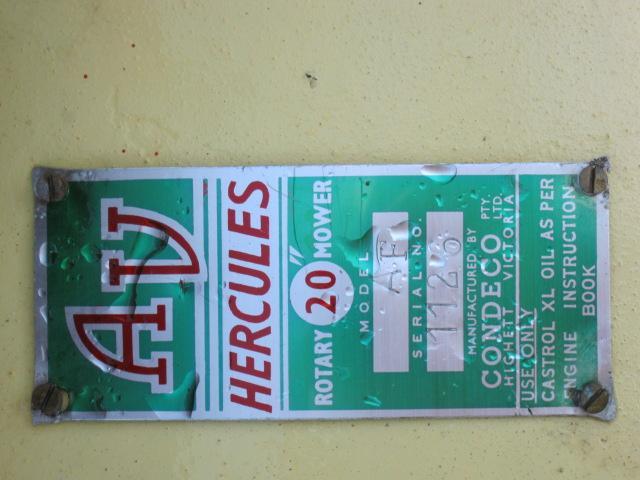 AV
HERCULES
ROTARY 20" MOWER
MODEL
AF
SERIAL NO.
1126
MANUFACTURED BY
CONDECO PTY. LTD.
HIGHETT VICTORIA
USE ONLY
CASTROL XL OIL AS PER
ENGINE INSTRUCTION
BOOK